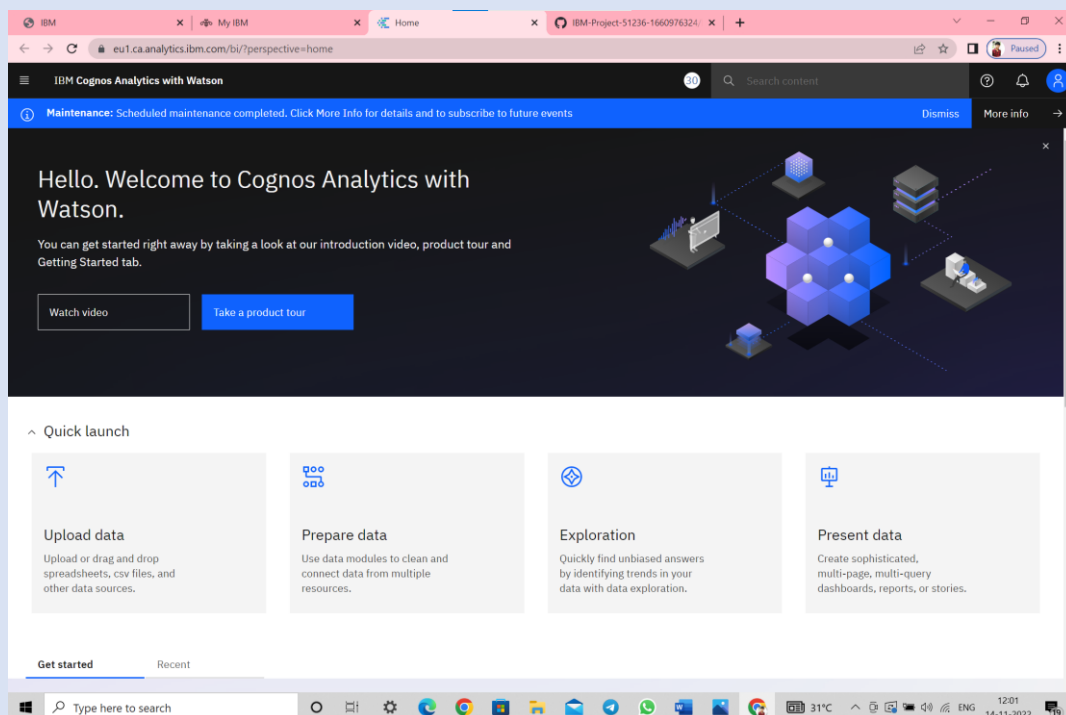 IBM
My IBM
Home
IBM-Project-51236-1660976324
eu1.ca.analytics.ibm.com/bi/?perspective=home
Paused
IBM Cognos Analytics with Watson
30
Search content
Maintenance: Scheduled maintenance completed. Click More Info for details and to subscribe to future events
Dismiss
More info
Hello. Welcome to Cognos Analytics with
Watson.
You can get started right away by taking a look at our introduction video, product tour and
Getting Started tab.
Watch video
Take a product tour
Quick launch
Upload data
Upload or drag and drop
spreadsheets, csv files, and
other data sources.
Prepare data
Use data modules to clean and
connect data from multiple
resources.
Exploration
Quickly find unbiased answers
by identifying trends in your
data with data exploration.
Present data
Create sophisticated,
multi-page, multi-query
dashboards, reports, or stories.
Get started
Recent
Type here to search
31°C
ENG
12:01
14-11-2022
19